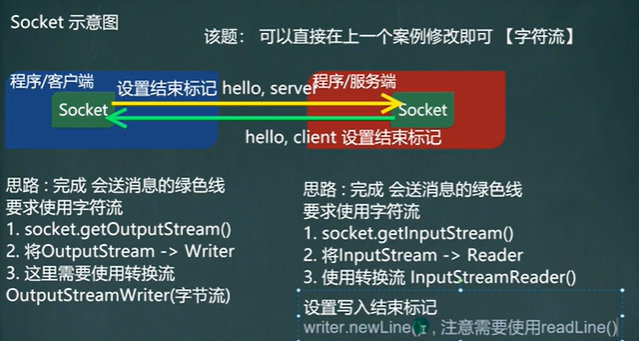 Socket 示意图
该题： 可以直接在上一个案例修改即可 【字符流】
程序/客户端
设置结束标记 hello, server
程序/服务端
Socket
Socket
hello, client 设置结束标记
思路 : 完成 会送消息的绿色线
要求使用字符流
1. socket.getOutputStream()
2. 将OutputStream -> Writer
3. 这里需要使用转换流
OutputStreamWriter(字节流)
思路 : 完成 会送消息的绿色线
要求使用字符流
1. socket.getInputStream()
2. 将InputStream -> Reader
3. 使用转换流 InputStreamReader()
设置写入结束标记
writer.newLine() , 注意需要使用readLine()